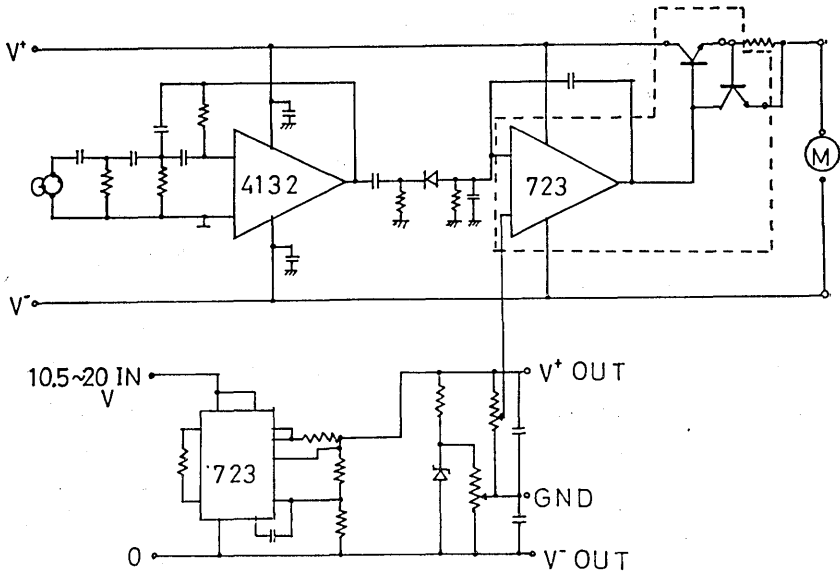 V+
4132
723
M
V-
10.5~20 IN
V
V+ OUT
723
GND
0
V- OUT